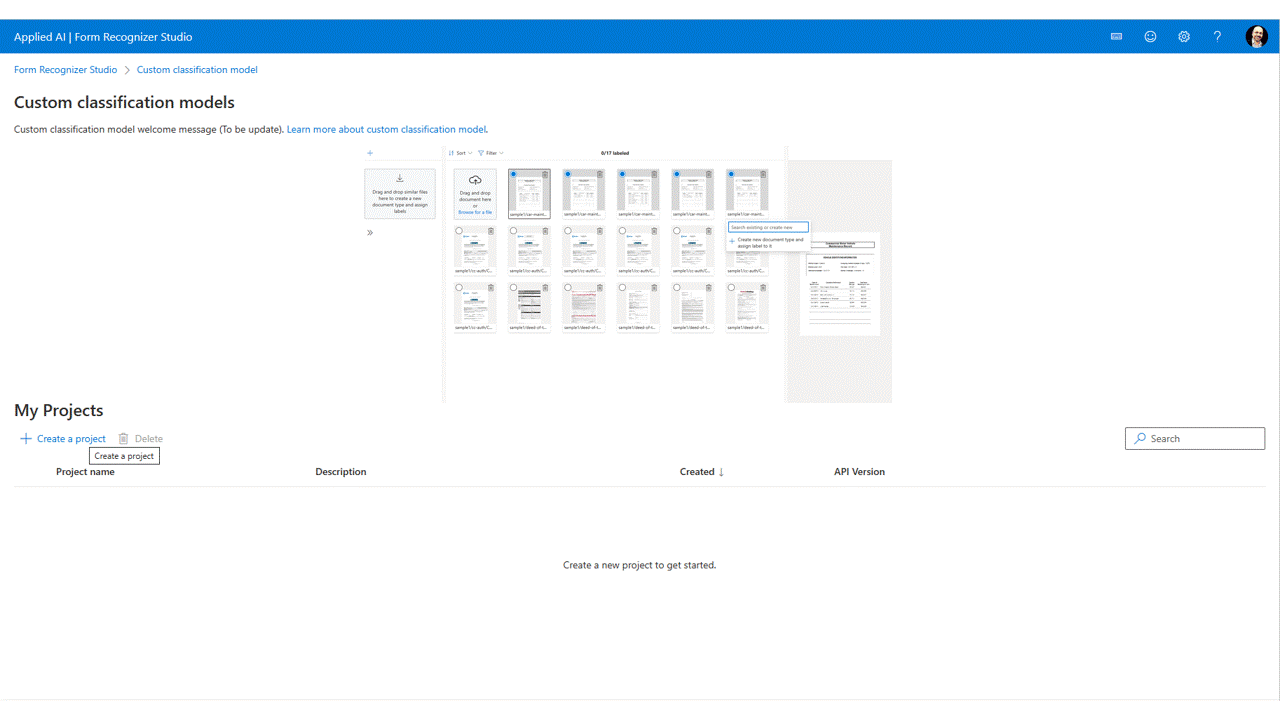 Applied AI | Form Recognizer Studio
Form Recognizer Studio > Custom classification model
Custom classification models
Custom classification model welcome message (To be update). Learn more about custom classification model.
Sort
Filter
0/17 labeled
Drag and drop similar files
here to create a new
document type and assign
labels
Drag and drop
document here
or
Browse for a file
sample1/car-maint...
sample1/car-maint...
sample1/car-maint...
sample1/car-maint...
sample1/car-maint...
Search existing or create new
Create new document type and
assign label to it
sample1/cc-auth/C...
sample1/cc-auth/C...
sample1/cc-auth/C...
sample1/cc-auth/C...
sample1/cc-auth/C...
sample1/cc-auth/C...
sample1/deed-of-t...
sample1/deed-of-t...
sample1/deed-of-t...
sample1/deed-of-t...
sample1/deed-of-t...
My Projects
Create a project
Delete
Search
Create a project
Project name
Description
Created ↓
API Version
Create a new project to get started.